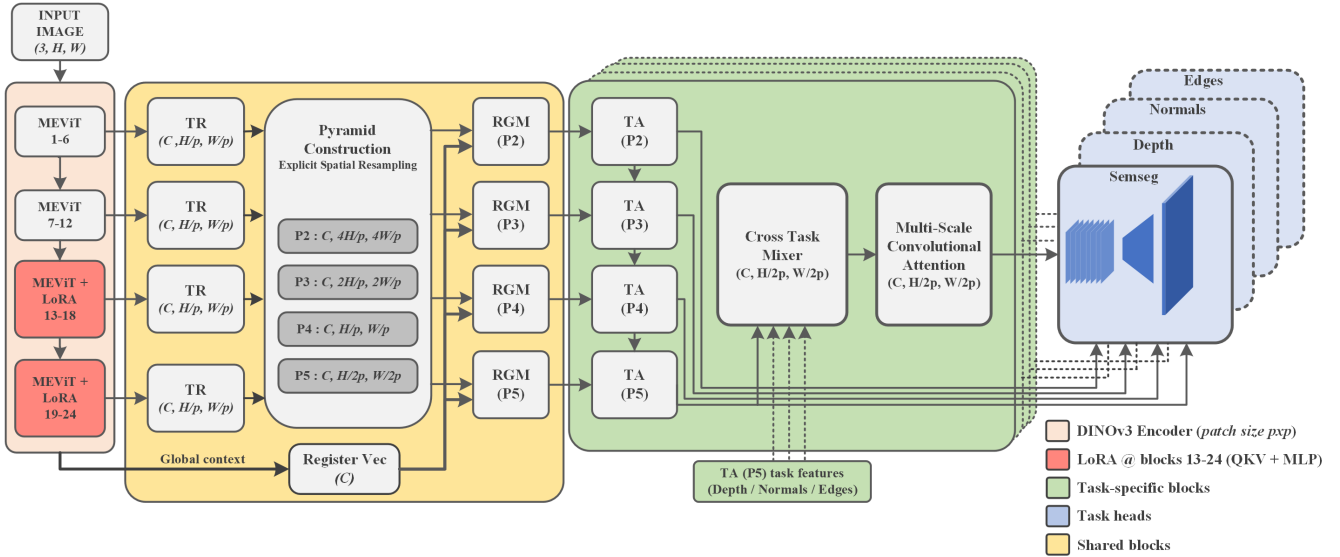 INPUT
IMAGE
(3, H, W)
MEViT
1-6
MEViT
7-12
MEViT +
LoRA
13-18
MEViT +
LoRA
19-24
TR
(C ,H/p, W/p)
TR
(C, H/p, W/p)
TR
(C, H/p, W/p)
TR
(C, H/p, W/p)
Pyramid
Construction
Explicit Spatial Resampling
P2 : C, 4H/p, 4W/p
P3 : C, 2H/p, 2W/p
P4 : C, H/p, W/p
P5 : C, H/2p, W/2p
Global context
Register Vec
(C)
RGM
(P2)
RGM
(P3)
RGM
(P4)
RGM
(P5)
TA
(P2)
TA
(P3)
TA
(P4)
TA
(P5)
Cross Task
Mixer
(C, H/2p, W/2p)
Multi-Scale
Convolutional
Attention
(C, H/2p, W/2p)
TA (P5) task features
(Depth / Normals / Edges)
Edges
Normals
Depth
Semseg
DINOv3 Encoder (patch size pxp)
LoRA @ blocks 13-24 (QKV + MLP)
Task-specific blocks
Task heads
Shared blocks